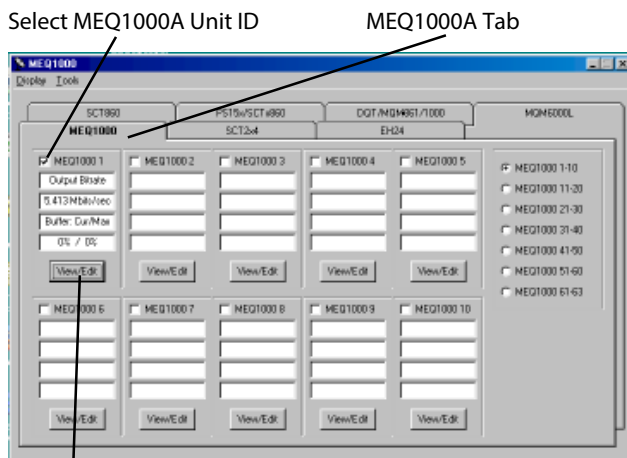 Select MEQ1000A Unit ID MEQ1000A Tab
MEQ1000
Display Tools
SCT860 PS15x/SCTx860 DQT/MQM861/1000 MQM6000L
MEQ1000 SCT2x4 EH24
MEQ1000 1 MEQ1000 2 MEQ1000 3 MEQ1000 4 MEQ1000 5
Output Bitrate
5.413 Mbits/sec
Buffer: Cur/Max
0% / 0%
View/Edit View/Edit View/Edit View/Edit View/Edit
MEQ1000 6 MEQ1000 7 MEQ1000 8 MEQ1000 9 MEQ1000 10
View/Edit View/Edit View/Edit View/Edit View/Edit
MEQ1000 1-10
MEQ1000 11-20
MEQ1000 21-30
MEQ1000 31-40
MEQ1000 41-50
MEQ1000 51-60
MEQ1000 61-63